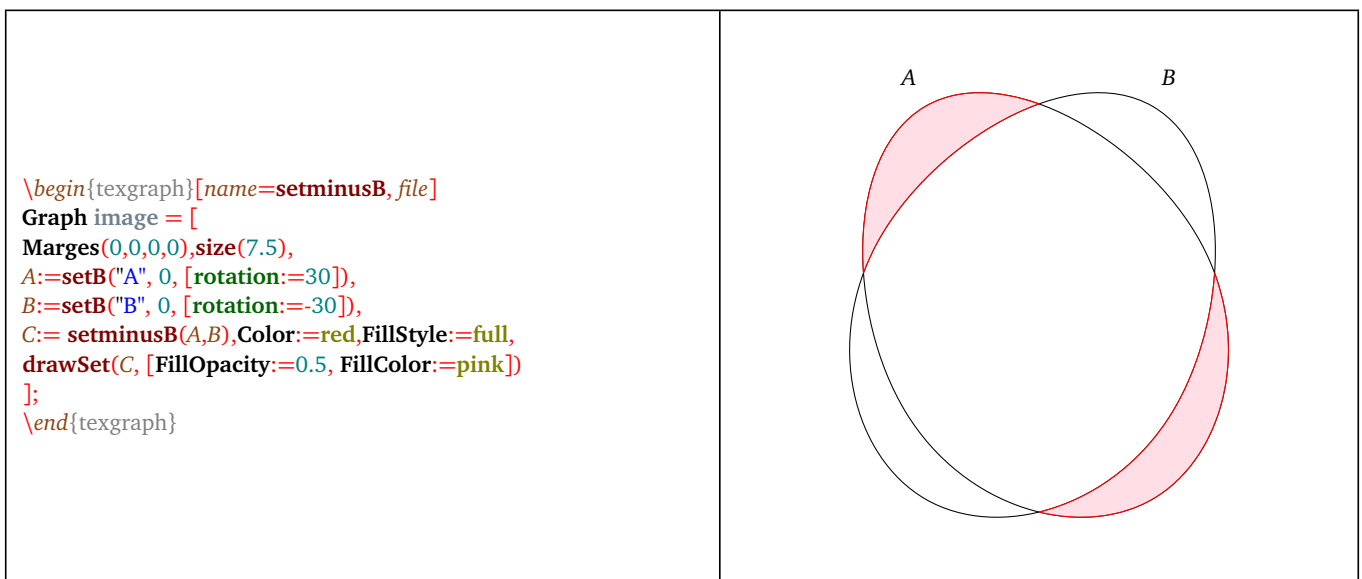 \begin{texgraph}[name=setminusB, file]
Graph image = [
Marges(0,0,0,0),size(7.5),
A:=setB("A", 0, [rotation:=30]),
B:=setB("B", 0, [rotation:=-30]),
C:= setminusB(A,B),Color:=red,FillStyle:=full,
drawSet(C, [FillOpacity:=0.5, FillColor:=pink])
];
\end{texgraph}
A
B